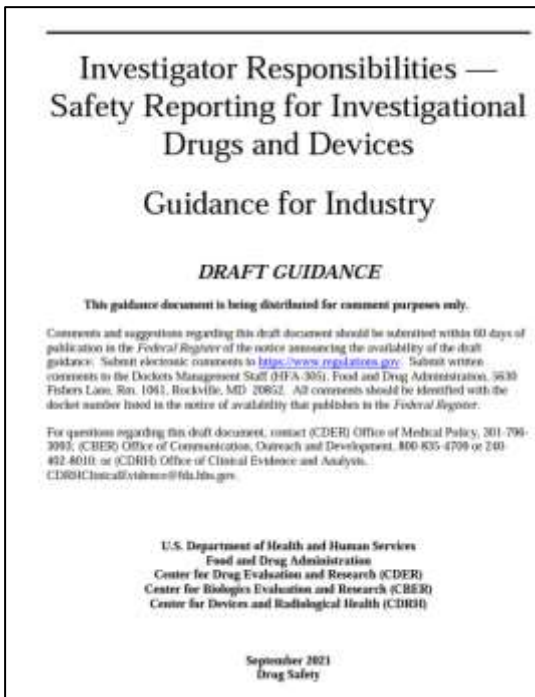 Investigator Responsibilities —
Safety Reporting for Investigational
Drugs and Devices
Guidance for Industry
DRAFT GUIDANCE
This guidance document is being distributed for comment purposes only.
Comments and suggestions regarding this draft document should be submitted within 60 days of
publication in the Federal Register of the notice announcing the availability of the draft
guidance. Submit electronic comments to https://www.regulations.gov. Submit written
comments to the Dockets Management Staff (HFA-305), Food and Drug Administration, 5630
Fishers Lane, Rm. 1061, Rockville, MD 20852. All comments should be identified with the
docket number listed in the notice of availability that publishes in the Federal Register.
For questions regarding this draft document, contact (CDER) Office of Medical Policy, 301-796-
3093; (CBER) Office of Communication, Outreach and Development, 800-835-4709 or 240-
402-8010; or (CDRH) Office of Clinical Evidence and Analysis,
CDRHClinicalEvidence@fda.hhs.gov.
U.S. Department of Health and Human Services
Food and Drug Administration
Center for Drug Evaluation and Research (CDER)
Center for Biologics Evaluation and Research (CBER)
Center for Devices and Radiological Health (CDRH)
September 2021
Drug Safety